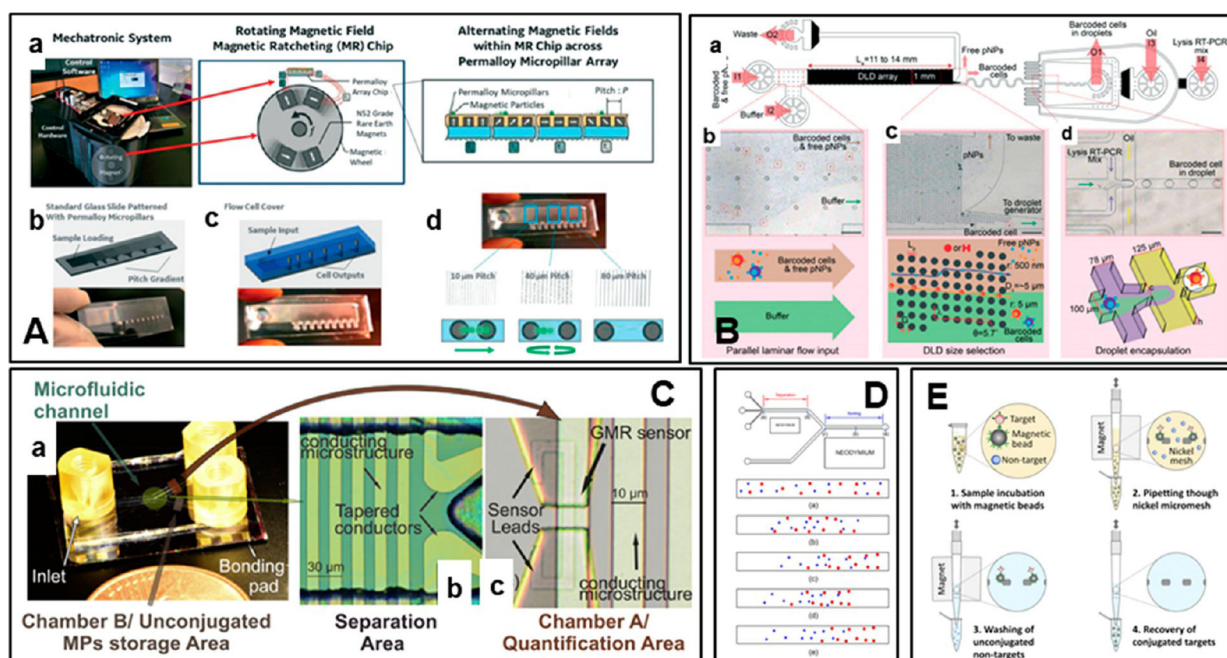 a
Mechatronic System
Control
Software
Control
Hardware
Rotating
Magnet
Rotating Magnetic Field
Magnetic Ratcheting (MR) Chip
Permalloy
Array Chip
N52 Grade
Rare Earth
Magnets
Magnetic
Wheel
Alternating Magnetic Fields
within MR Chip across
Permalloy Micropillar Array
Permalloy Micropillars
Magnetic Particles
Pitch : P
b
Standard Glass Slide Patterned
With Permalloy Micropillars
Sample Loading
Pitch Gradient
c
Flow Cell Cover
Sample Input
Cell Outputs
d
10 µm Pitch
40 µm Pitch
80 µm Pitch
A
a
Waste
O2
Barcoded
& free pNPs
I1
Buffer
I2
DLD array
1 mm
Free pNPs
Barcoded
cells
Barcoded cells
in droplets
O1
Oil
I3
Lysis RT-PCR
mix
I4
b
Barcoded cells
& free pNPs
Buffer
Barcoded cells
& free pNPs
Buffer
Parallel laminar flow input
c
To waste
pNPs
To droplet
generator
Barcoded cell
or
Free pNPs
r: 500 nm
r: 5 µm
θ=5.7°
Barcoded
cells
DLD size selection
d
Oil
Lysis RT-PCR
Mix
Barcoded cell
in droplet
78 µm
125 µm
100 µm
h
Droplet encapsulation
B
C
Microfluidic
channel
a
Inlet
Bonding-
pad
Chamber B/ Unconjugated
MPs storage Area
conducting
microstructure
Tapered
conductors
30 µm
b
Separation
Area
GMR sensor
10 µm
Sensor
Leads
c
conducting
microstructure
Chamber A/
Quantification Area
D
Separation
NEODYMIUM
(a)
(b)
(c)
(d)
(e)
E
Target
Magnetic
bead
Non-target
1. Sample incubation
with magnetic beads
Magnet
Nickel
mesh
2. Pipetting though
nickel micromesh
Magnet
3. Washing of
unconjugated
non-targets
4. Recovery of
conjugated targets